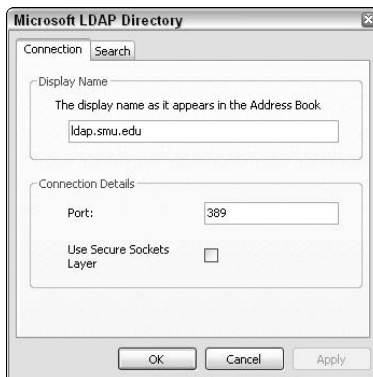 Microsoft LDAP Directory
Connection
Search
Display Name
The display name as it appears in the Address Book
ldap.smu.edu
Connection Details
Port:
389
Use Secure Sockets
Layer
OK
Cancel
Apply